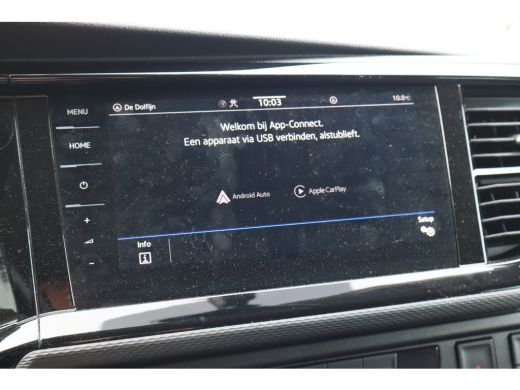 De Dolfijn
10:03
10.0°C
MENU
HOME
Welkom bij App-Connect.
Een apparaat via USB verbinden, alstublieft.
Android Auto
Apple CarPlay
+
-
Info
i
Setup